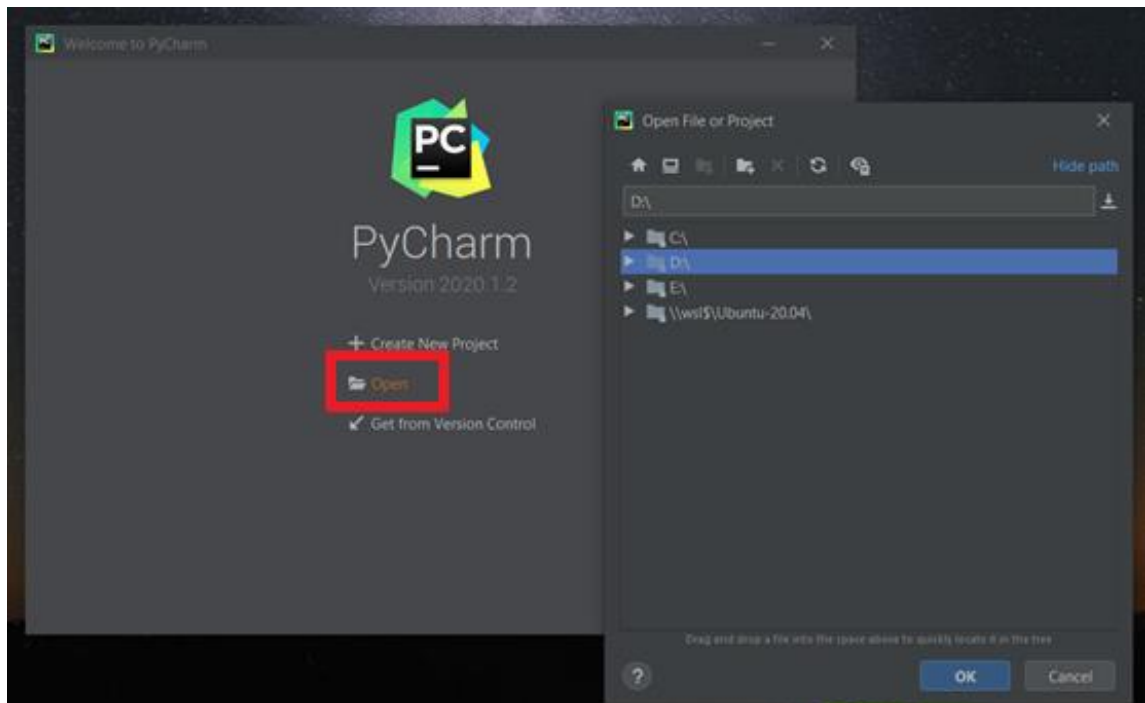 Welcome to PyCharm
PC
PyCharm
Version 2020.1.2
Create New Project
Open
Get from Version Control
Open File or Project
Hide path
D:\
C:\
D:\
E:\
\\wsl$\Ubuntu-20.04\
Drag and drop a file into the space above to quickly locate it in the tree
?
OK
Cancel